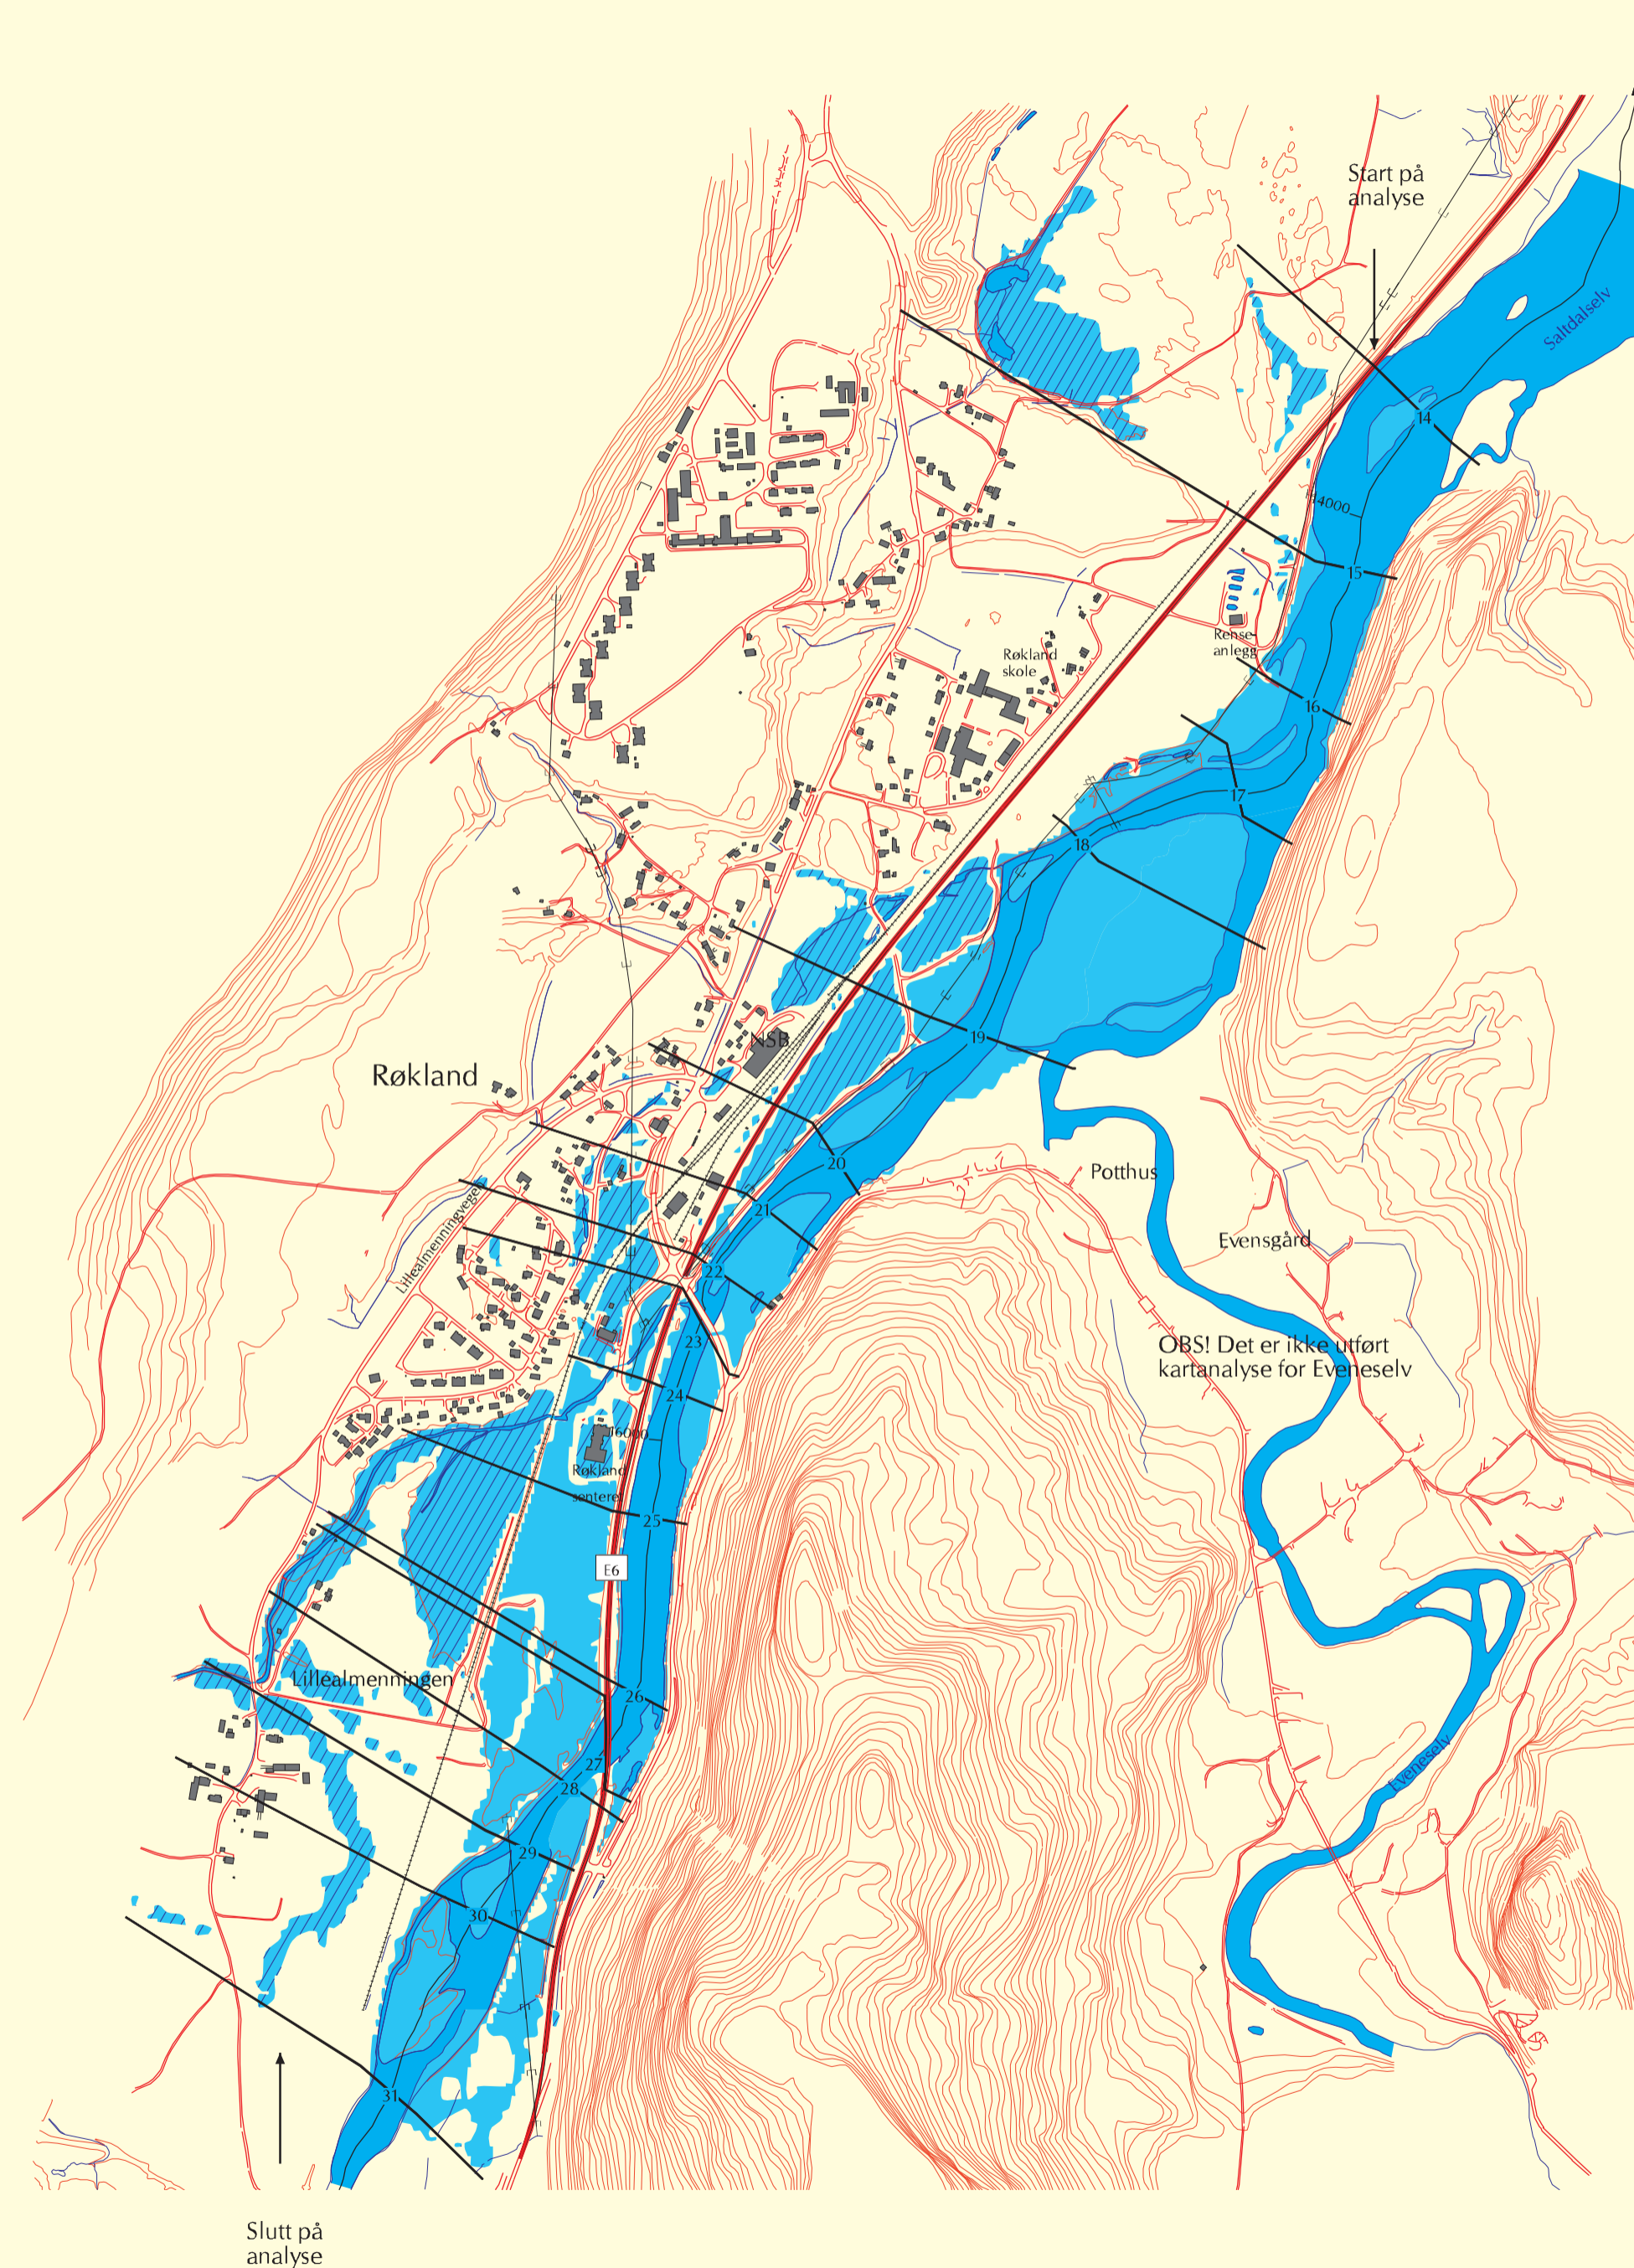 Start på
analyse
Saltdalselv
14
14000
15
Rense-
anlegg
Røkland
skole
16
17
18
19
NSB
Røkland
20
Potthus
21
Lillealmenningveget
Evensgård
22
23
OBS! Det er ikke utført
kartanalyse for Eveneselv
24
16000
Røkland
senteret
25
E6
Lillealmenningen
26
27
28
Eveneselv
29
30
31
Slutt på
analyse